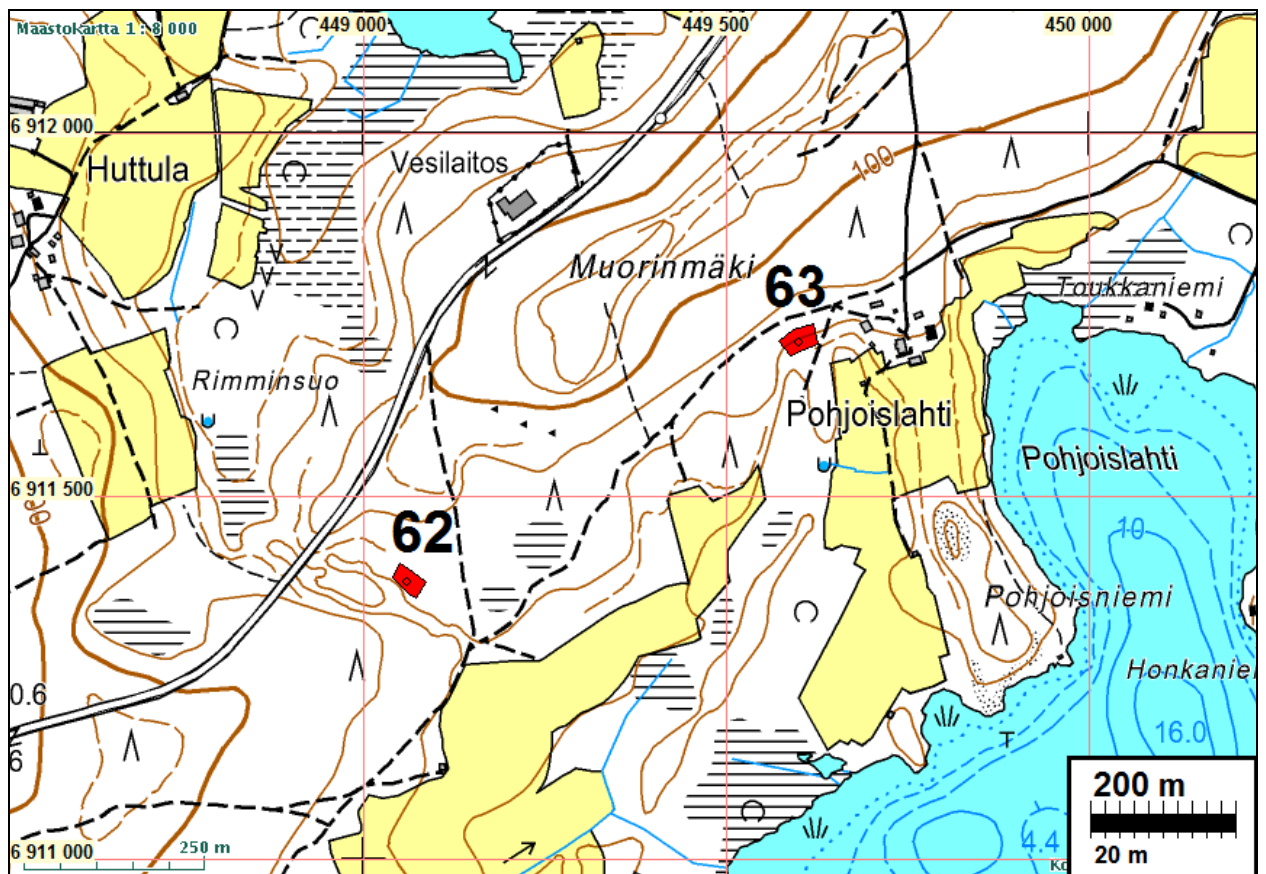 Maastokartta 1 : 8 000
449 000
449 500
450 000
6 912 000
Huttula
Vesilaitos
100
Muorinmäki
63
Toukkaniemi
Rimminsuo
Pohjoislahti
Pohjoislahti
6 911 500
62
10
Pohjoisniemi
Honkanie
0.6
6
16.0
200 m
20 m
4.4
6 911 000
250 m